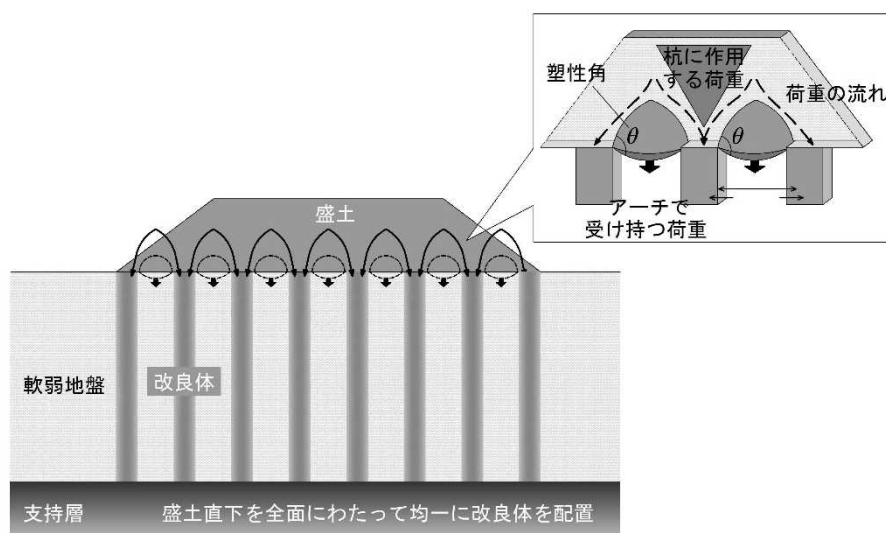 杭に作用
する荷重
塑性角
荷重の流れ
θ
θ
アーチで
受け持つ荷重
盛土
軟弱地盤
改良体
支持層
盛土直下を全面にわたって均一に改良体を配置